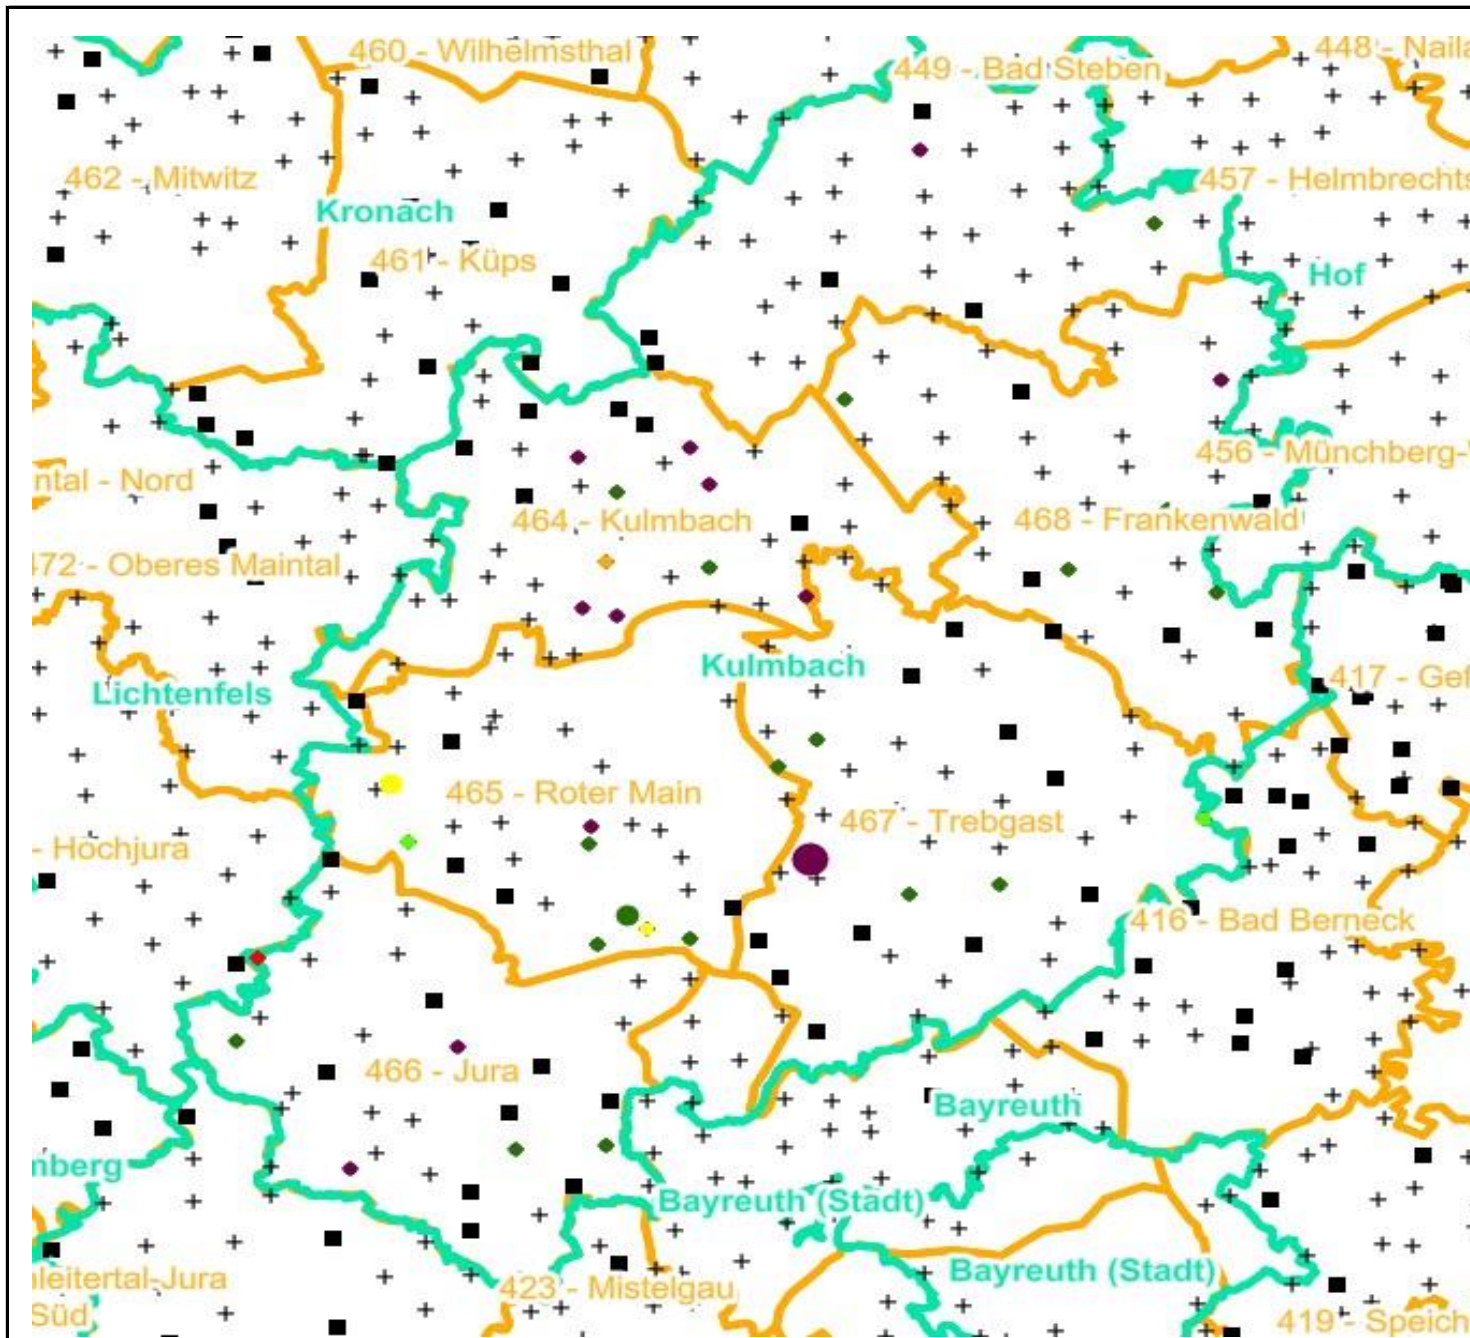 460 - Wilhelmsthal
448 - Naila
449 - Bad Steben
462 - Mitwitz
457 - Helmbrechts
Kronach
461 - Küps
Hof
456 - Münchberg-
ntal - Nord
464 - Kulmbach
468 - Frankenwald
472 - Oberes Maintal
Kulmbach
417 - Gef
Lichtenfels
465 - Roter Main
467 - Trebgast
- Hochjura
416 - Bad Berneck
466 - Jura
Bayreuth
mberg
Bayreuth (Stadt)
Bayreuth (Stadt)
nleitertal-Jura
Süd
423 - Mistelgau
419 - Speich